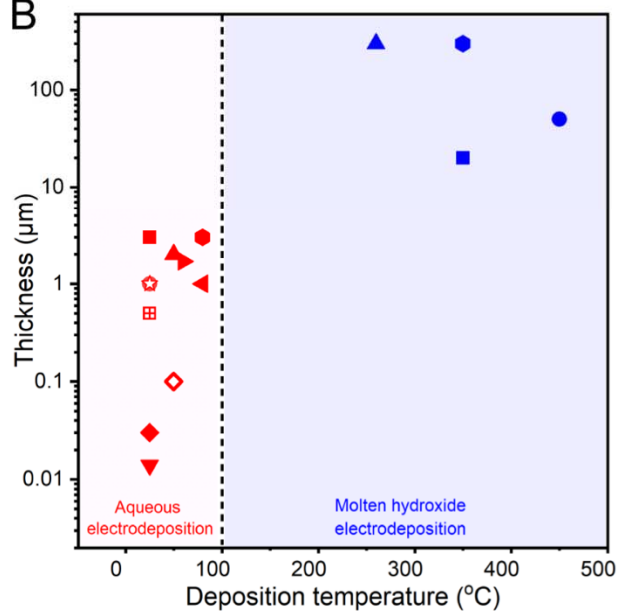 B
100
10
1
0.1
0.01
Thickness (µm)
Aqueous
electrodeposition
Molten hydroxide
electrodeposition
0 100 200 300 400 500
Deposition temperature (°C)